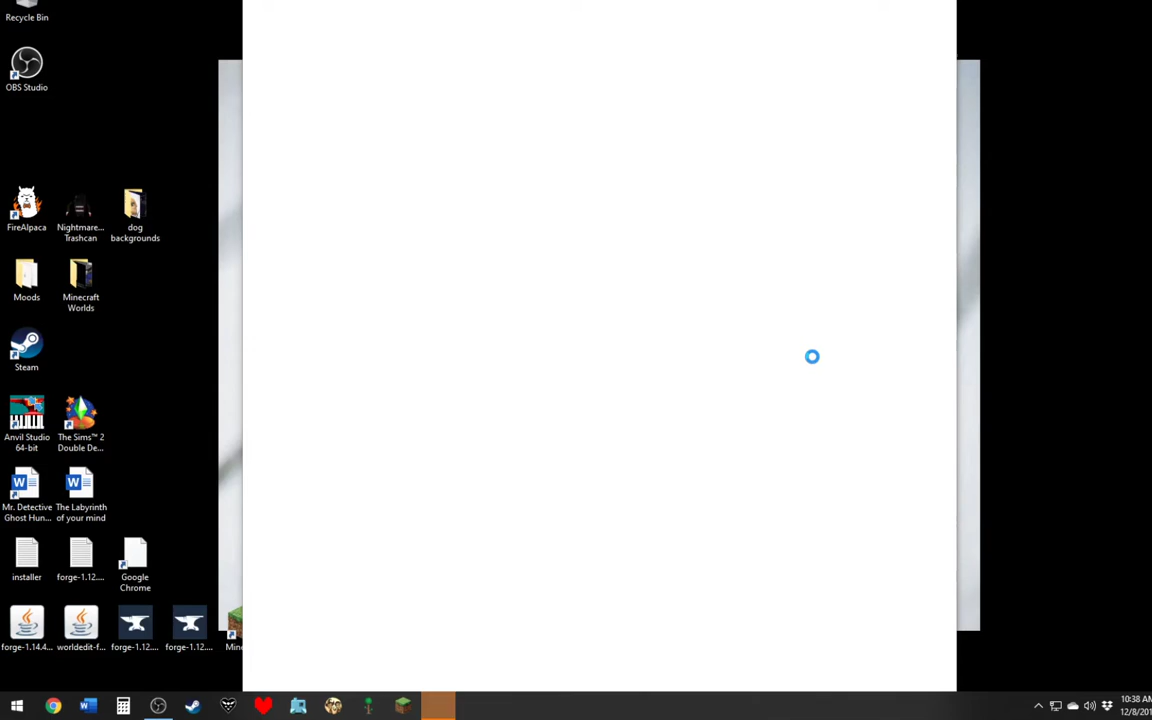 Recycle Bin
OBS Studio
FireAlpaca
Nightmare...
Trashcan
dog
backgrounds
Moods
Minecraft
Worlds
Steam
Anvil Studio
64-bit
The Sims™ 2
Double De...
Mr. Detective
Ghost Hun...
The Labyrinth
of your mind
installer
forge-1.12....
Google
Chrome
forge-1.14.4...
worldedit-f...
forge-1.12....
forge-1.12...
Min
10:38 AM
12/8/201